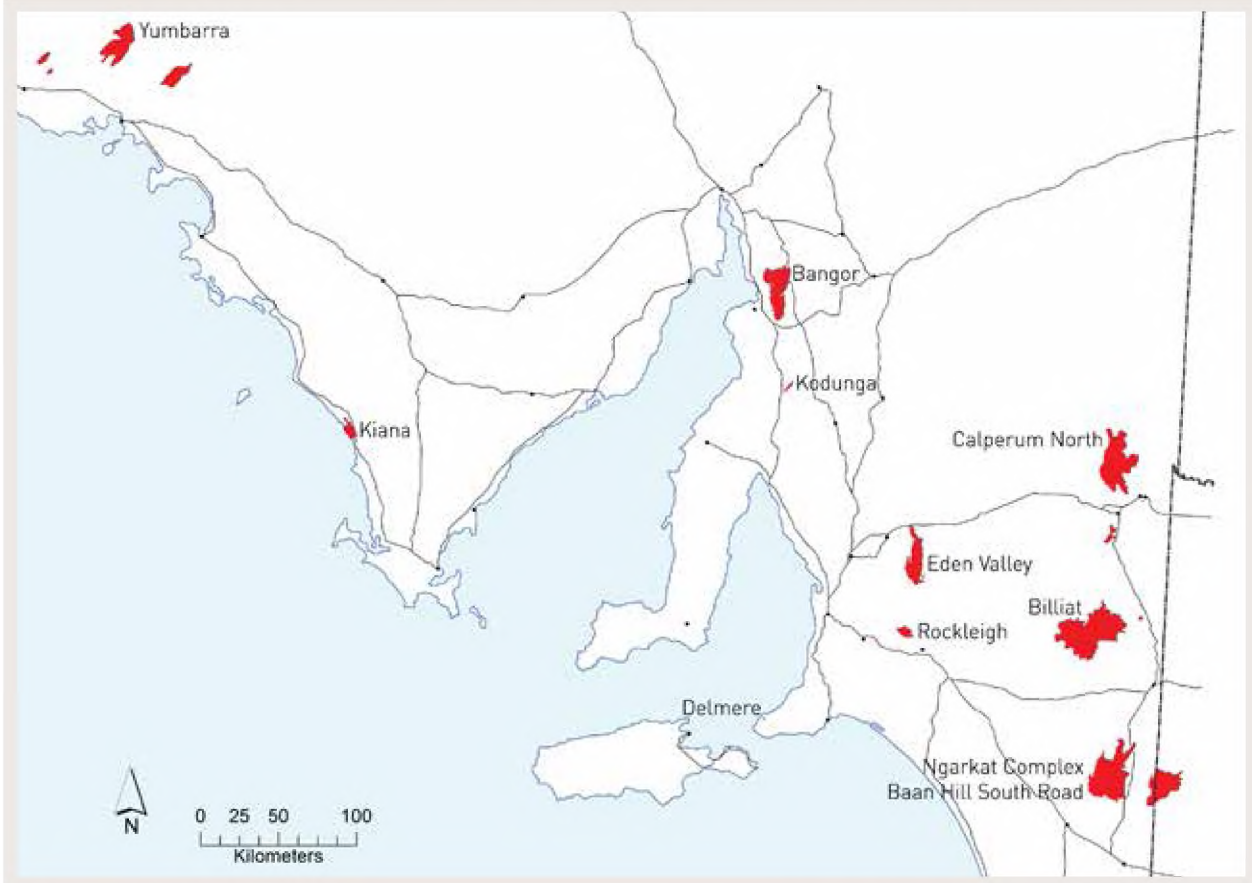 Yumbarra
Bangor
Kodunga
Kiana
Calperum North
Eden Valley
Billiat
Rockleigh
Delmere
Ngarkat Complex
Baan Hill South Road
N
0 25 50 100
Kilometers